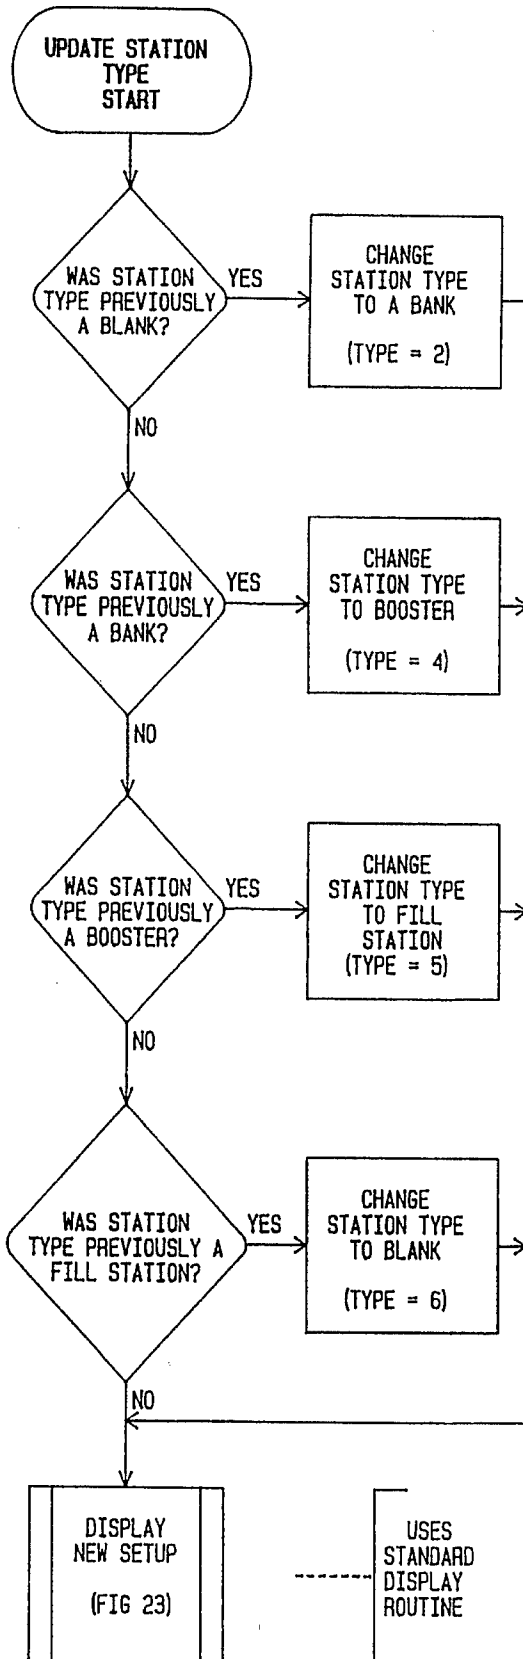 UPDATE STATION
TYPE
START
WAS STATION
TYPE PREVIOUSLY
A BLANK?
YES
CHANGE
STATION TYPE
TO A BANK
(TYPE = 2)
NO
WAS STATION
TYPE PREVIOUSLY
A BANK?
YES
CHANGE
STATION TYPE
TO BOOSTER
(TYPE = 4)
NO
WAS STATION
TYPE PREVIOUSLY
A BOOSTER?
YES
CHANGE
STATION TYPE
TO FILL
STATION
(TYPE = 5)
NO
WAS STATION
TYPE PREVIOUSLY A
FILL STATION?
YES
CHANGE
STATION TYPE
TO BLANK
(TYPE = 6)
NO
DISPLAY
NEW SETUP
(FIG 23)
USES
STANDARD
DISPLAY
ROUTINE